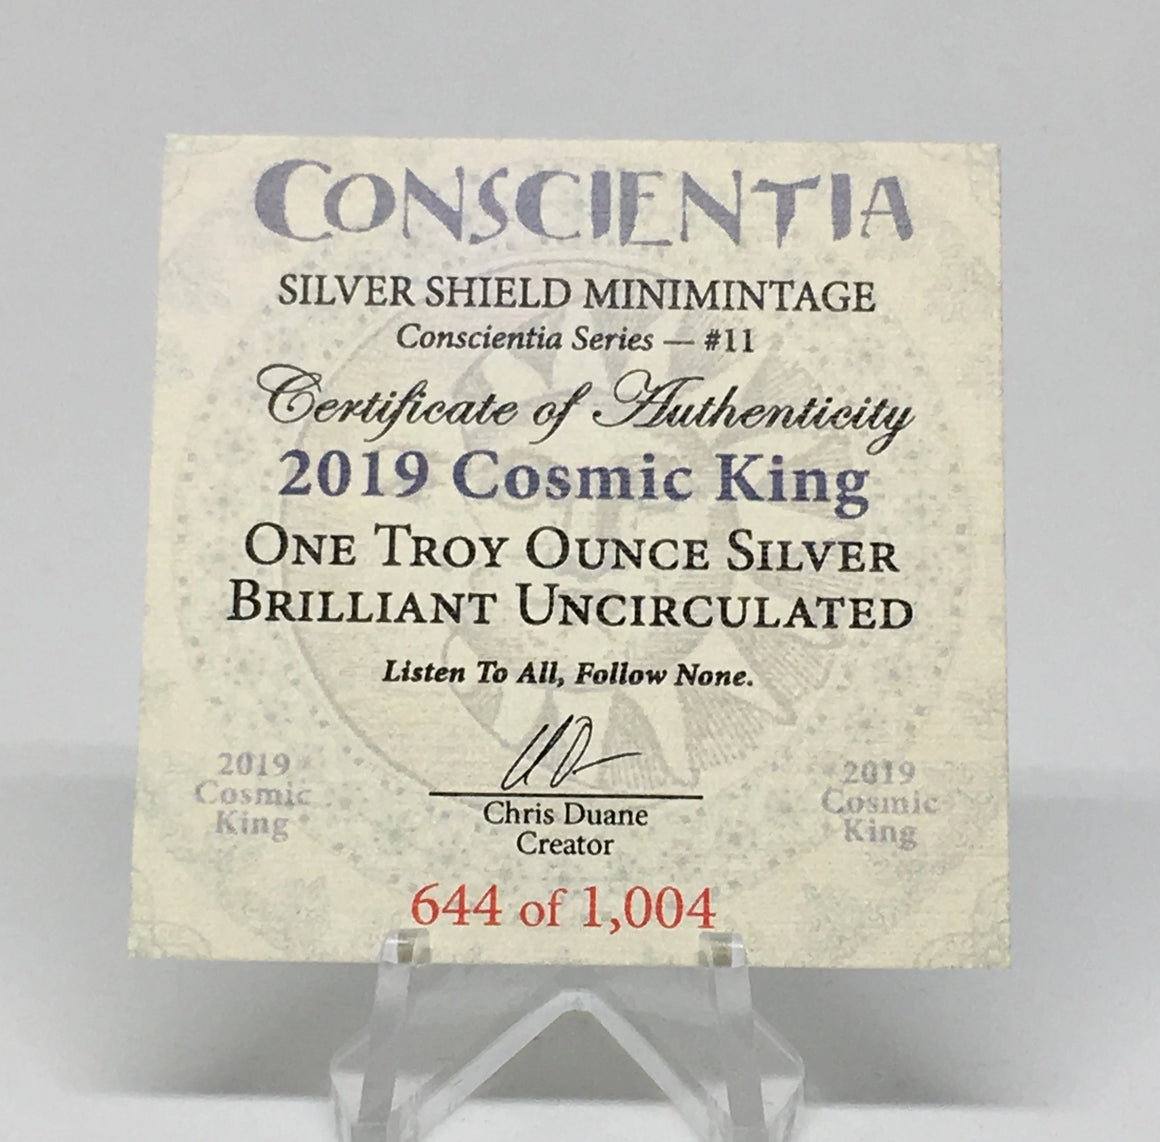 CONSCIENTIA
SILVER SHIELD MINIMINTAGE
Conscientia Series — #11
Certificate of Authenticity
2019 Cosmic King
ONE TROY OUNCE SILVER
BRILLIANT UNCIRCULATED
Listen To All, Follow None.
2019
Cosmic
King
Chris Duane
Creator
2019
Cosmic
King
644 of 1,004